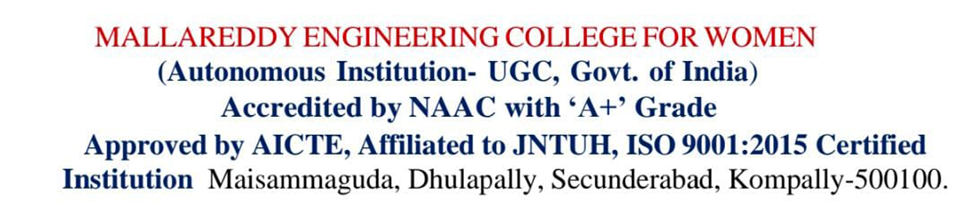 MALLAREDDY ENGINEERING COLLEGE FOR WOMEN
(Autonomous Institution- UGC, Govt. of India)
Accredited by NAAC with ‘A+’ Grade
Approved by AICTE, Affiliated to JNTUH, ISO 9001:2015 Certified
Institution Maisammaguda, Dhulapally, Secunderabad, Kompally-500100.